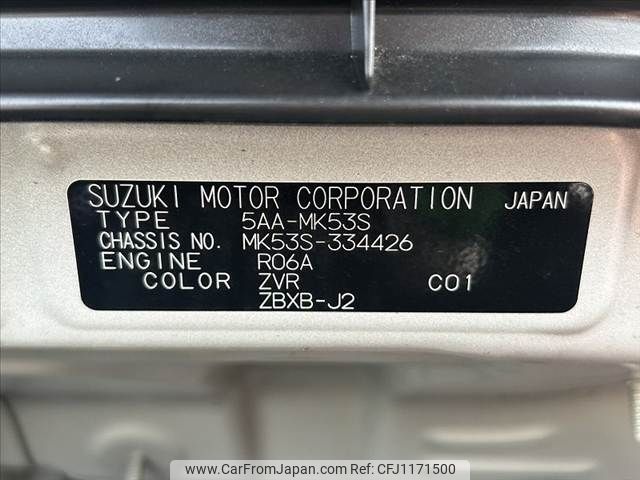 SUZUKI MOTOR CORPORATION JAPAN
TYPE 5AA-MK53S
CHASSIS NO. MK53S-334426
ENGINE R06A
COLOR ZVR C01
ZBXB-J2
www.CarFromJapan.com | CFJ1171500